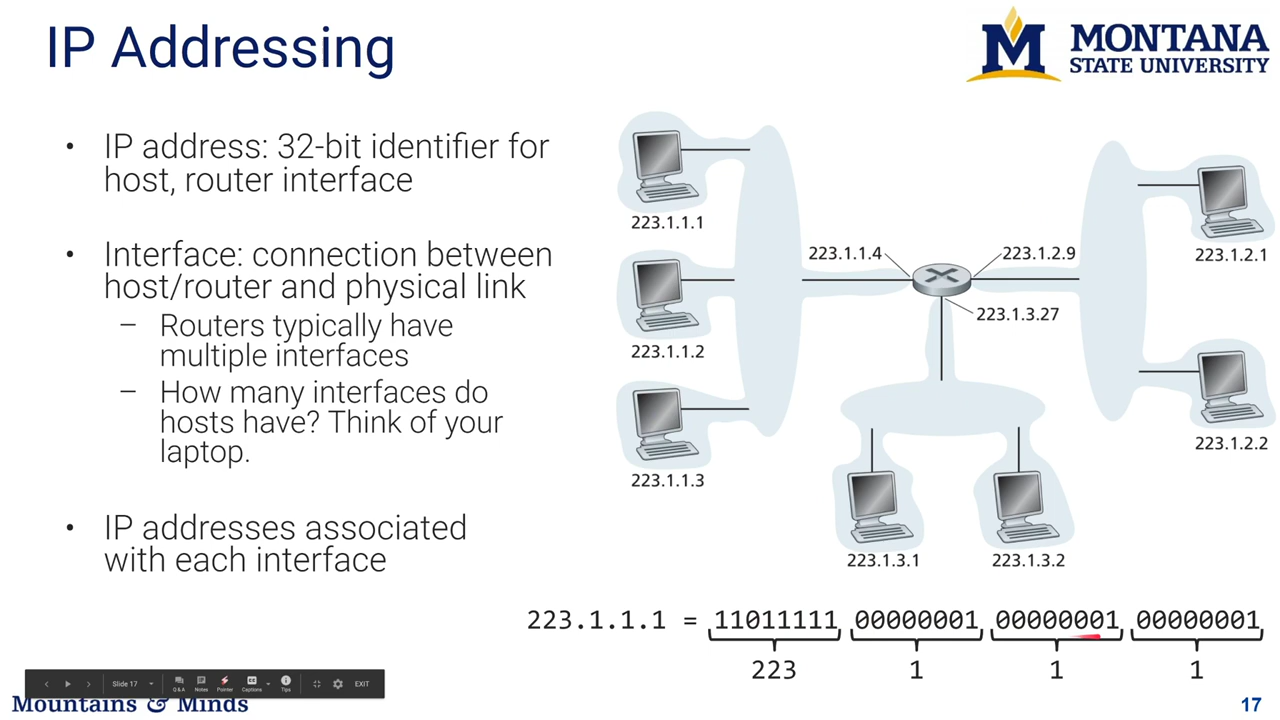 IP Addressing
M MONTANA
STATE UNIVERSITY
• IP address: 32-bit identifier for
host, router interface
• Interface: connection between
host/router and physical link
– Routers typically have
multiple interfaces
– How many interfaces do
hosts have? Think of your
laptop.
• IP addresses associated
with each interface
223.1.1.1
223.1.1.2
223.1.1.3
223.1.1.4
223.1.2.9
223.1.3.27
223.1.2.1
223.1.2.2
223.1.3.1
223.1.3.2
223.1.1.1 = 11011111 00000001 00000001 00000001
223 1 1 1
Slide 17
Q & A
Notes
Pointer
CC
Captions
Tips
EXIT
Mountains & Minds
17